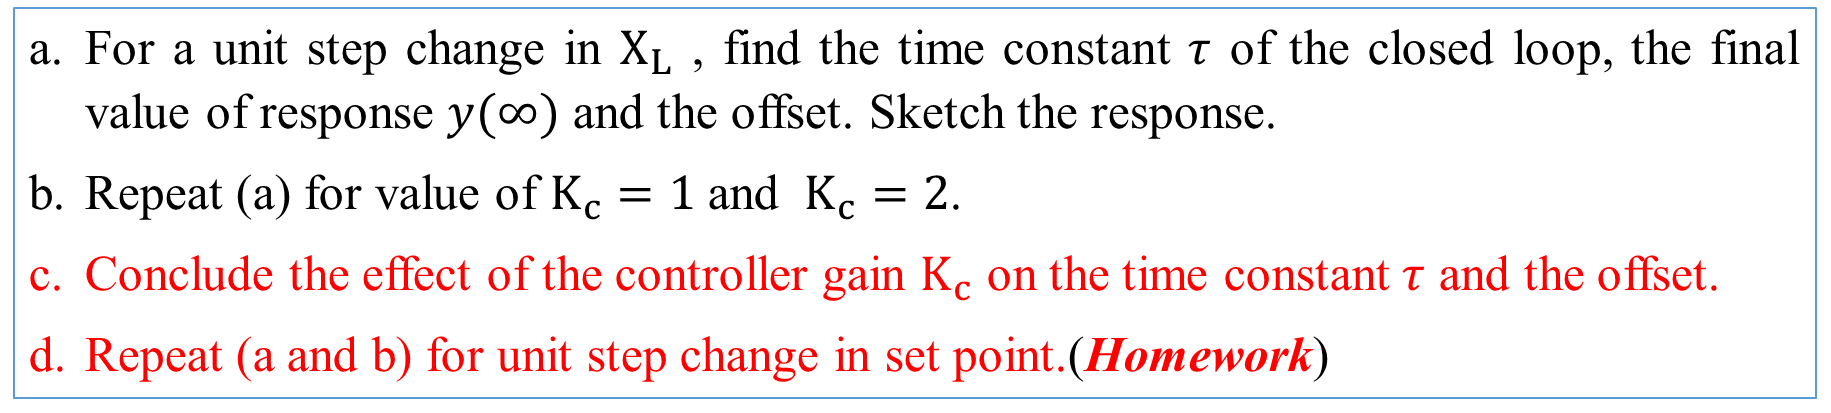 a. For a unit step change in X_L , find the time constant τ of the closed loop, the final
value of response y(∞) and the offset. Sketch the response.
b. Repeat (a) for value of K_c = 1 and K_c = 2.
c. Conclude the effect of the controller gain K_c on the time constant τ and the offset.
d. Repeat (a and b) for unit step change in set point.(Homework)